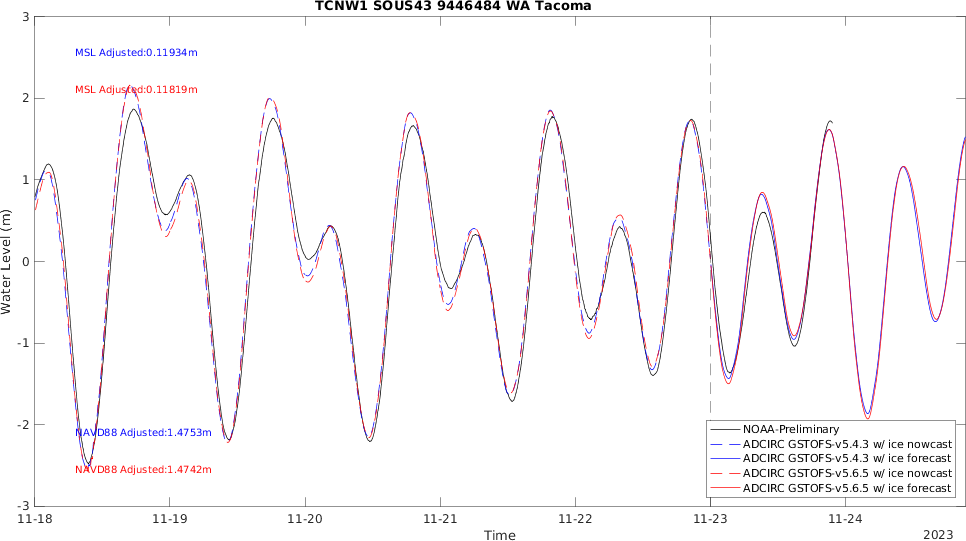 TCNW1 SOUS43 9446484 WA Tacoma
3
2
1
0
-1
-2
-3
Water Level (m)
MSL Adjusted:0.11934m
MSL Adjusted:0.11819m
NAVD88 Adjusted:1.4753m
NAVD88 Adjusted:1.4742m
NOAA-Preliminary
ADCIRC GSTOFS-v5.4.3 w/ ice nowcast
ADCIRC GSTOFS-v5.4.3 w/ ice forecast
ADCIRC GSTOFS-v5.6.5 w/ ice nowcast
ADCIRC GSTOFS-v5.6.5 w/ ice forecast
11-18 11-19 11-20 11-21 11-22 11-23 11-24
Time
2023